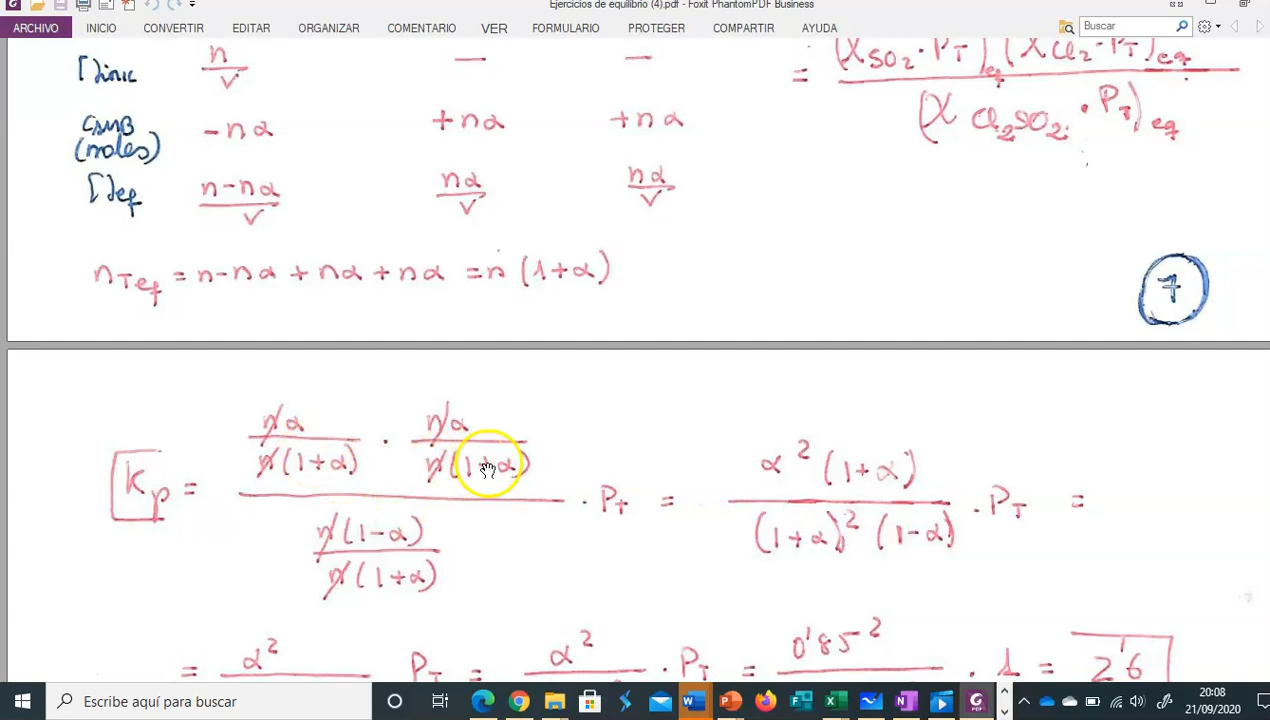 Ejercicios de equilibrio (4).pdf - Foxit PhantomPDF Business
ARCHIVO INICIO CONVERTIR EDITAR ORGANIZAR COMENTARIO VER FORMULARIO PROTEGER COMPARTIR AYUDA Buscar
[ ]inic n/V — —
= (X SO2 · PT)eq (X Cl2 · PT)eq / (X Cl2SO2 · PT)eq
CAMB (moles) -nα +nα +nα
[ ]eq n-nα/V nα/V nα/V
nTeq = n-nα + nα + nα = n (1+α)
7
Kp = nα/n(1+α) · nα/n(1+α) / n(1-α)/n(1+α) · PT = α² (1+α) / (1+α)² (1-α) · PT =
= α² PT = α² · PT = 0'85² · 1 = 2'6
Escribe aquí para buscar
20:08
21/09/2020